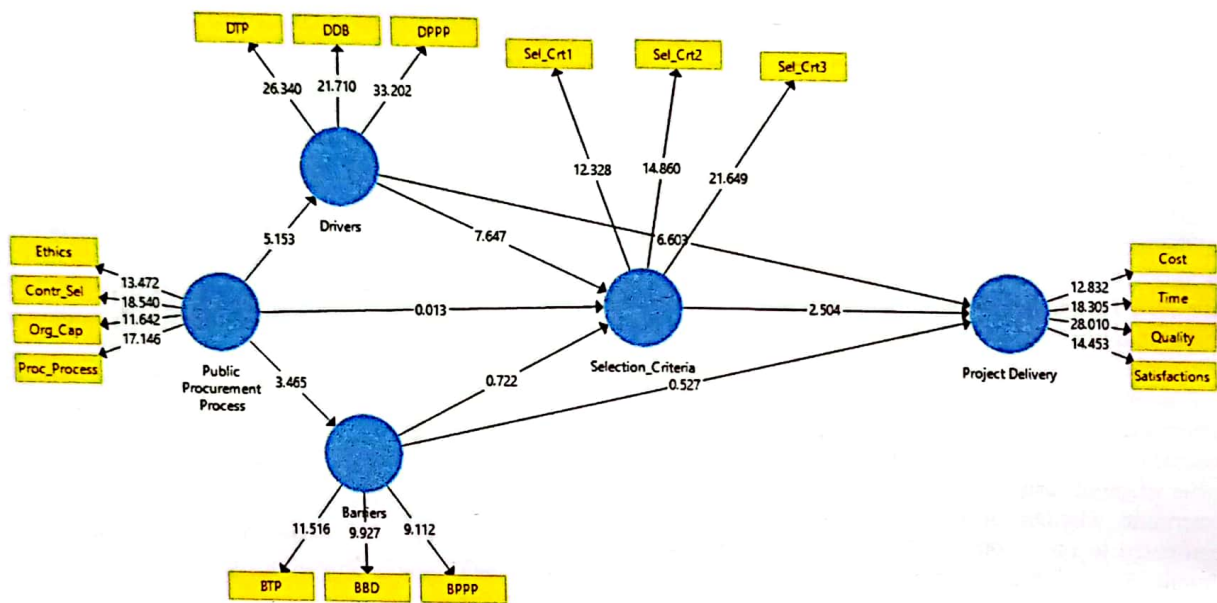 DTP
DDB
DPPP
Sel_Crt1
Sel_Crt2
Sel_Crt3
26.340
21.710
33.202
12.328
14.860
21.649
Drivers
5.153
7.647
6.603
Ethics
Contr_Sel
Org_Cap
Proc_Process
13.472
18.540
11.642
17.146
Public
Procurement
Process
0.013
Selection_Criteria
2.504
Project Delivery
Cost
Time
Quality
Satisfactions
12.832
18.305
28.010
14.453
3.465
0.722
0.527
Barriers
11.516
9.927
9.112
BTP
BBD
BPPP